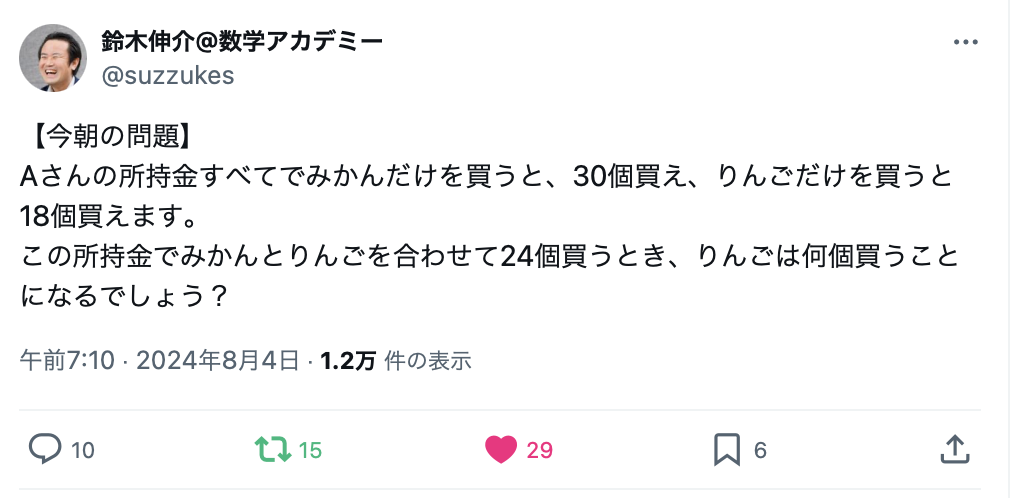 鈴木伸介@数学アカデミー
@suzzukes
【今朝の問題】
Aさんの所持金すべてでみかんだけを買うと、30個買え、りんごだけを買うと
18個買えます。
この所持金でみかんとりんごを合わせて24個買うとき、りんごは何個買うこと
になるでしょう？
午前7:10 · 2024年8月4日 · 1.2万 件の表示
10 15 29 6